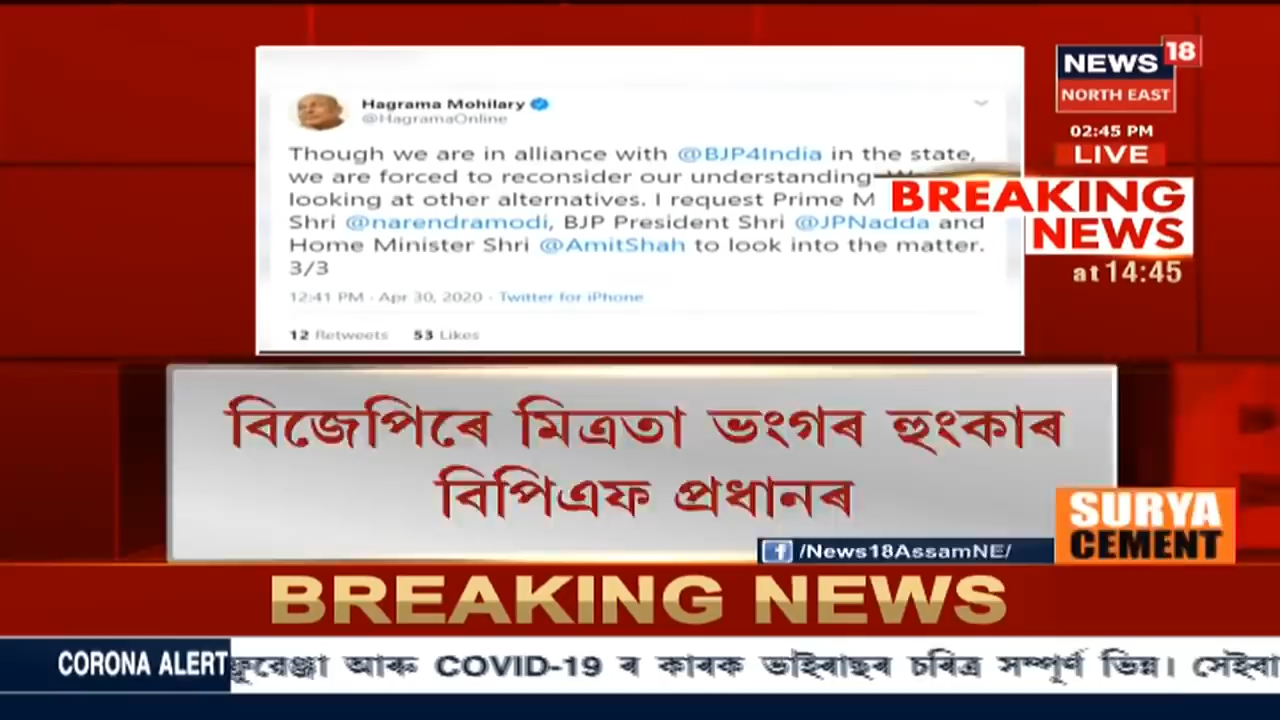 Hagrama Mohilary
@HagramaOnline
Though we are in alliance with @BJP4India in the state,
we are forced to reconsider our understanding
looking at other alternatives. I request Prime M
Shri @narendramodi, BJP President Shri @JPNadda and
Home Minister Shri @AmitShah to look into the matter.
3/3
12:41 PM · Apr 30, 2020 · Twitter for iPhone
12 Retweets 53 Likes
NEWS 18
NORTH EAST
02:45 PM
LIVE
BREAKING
NEWS
at 14:45
বিজেপিৰে মিত্ৰতা ভংগৰ হুংকাৰ
বিপিএফ প্ৰধানৰ
/News18AssamNE/
SURYA
CEMENT
BREAKING NEWS
CORONA ALERT
আৰু COVID-19 ৰ কাৰক ভাইৰাছৰ চৰিত্ৰ সম্পূৰ্ণ ভিন্ন।